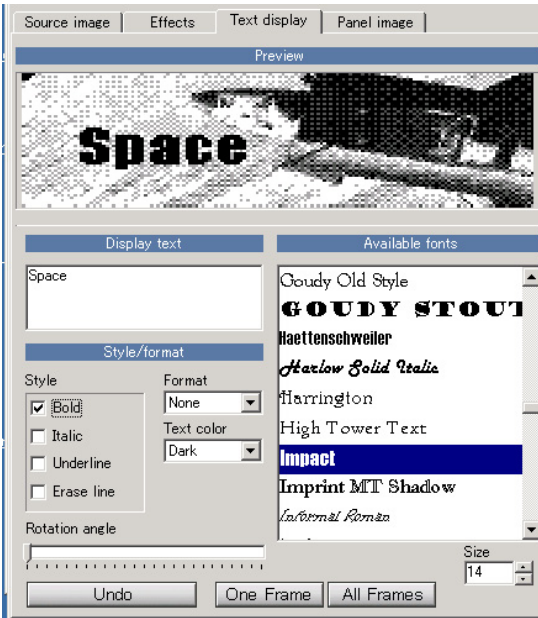 Source image
Effects
Text display
Panel image
Preview
Space
Display text
Space
Available fonts
Goudy Old Style
GOUDY STOUT
Haettenschweiler
Harlow Solid Italic
Harrington
High Tower Text
Impact
Imprint MT Shadow
Informal Roman
Style/format
Style
Bold
Italic
Underline
Erase line
Format
None
Text color
Dark
Rotation angle
Size
14
Undo
One Frame
All Frames